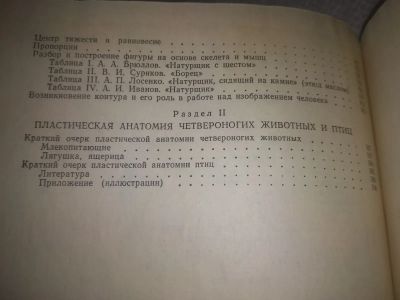 Центр тяжести и равновесие
Пропорции
Разбор и построение фигуры на основе скелета и мышц
Таблица I. А. А. Брюллов. «Натурщик с шестом»
Таблица II. В. И. Суриков. «Борец»
Таблица III. А. П. Лосенко. «Натурщик, сидящий на камне» (этюд маслом)
Таблица IV. А. И. Иванов. «Натурщик»
Возникновение контура и его роль в работе над изображением человека
Раздел II
ПЛАСТИЧЕСКАЯ АНАТОМИЯ ЧЕТВЕРОНОГИХ ЖИВОТНЫХ И ПТИЦ
Краткий очерк пластической анатомии четвероногих животных
Млекопитающие
Лягушка, ящерица
Краткий очерк пластической анатомии птиц
Литература
Приложение (иллюстрации)